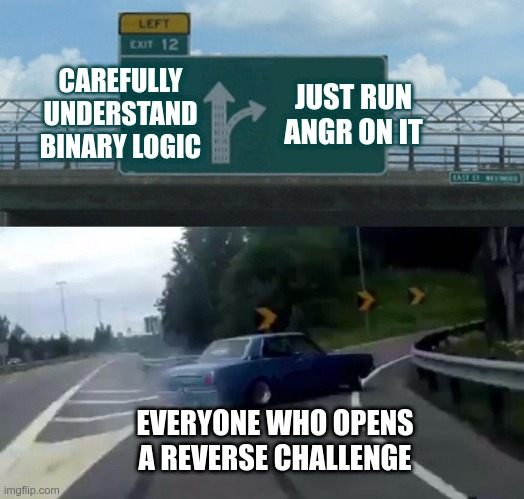 LEFT
EXIT 12
CAREFULLY
UNDERSTAND
BINARY LOGIC
JUST RUN
ANGR ON IT
EVERYONE WHO OPENS
A REVERSE CHALLENGE
imgflip.com